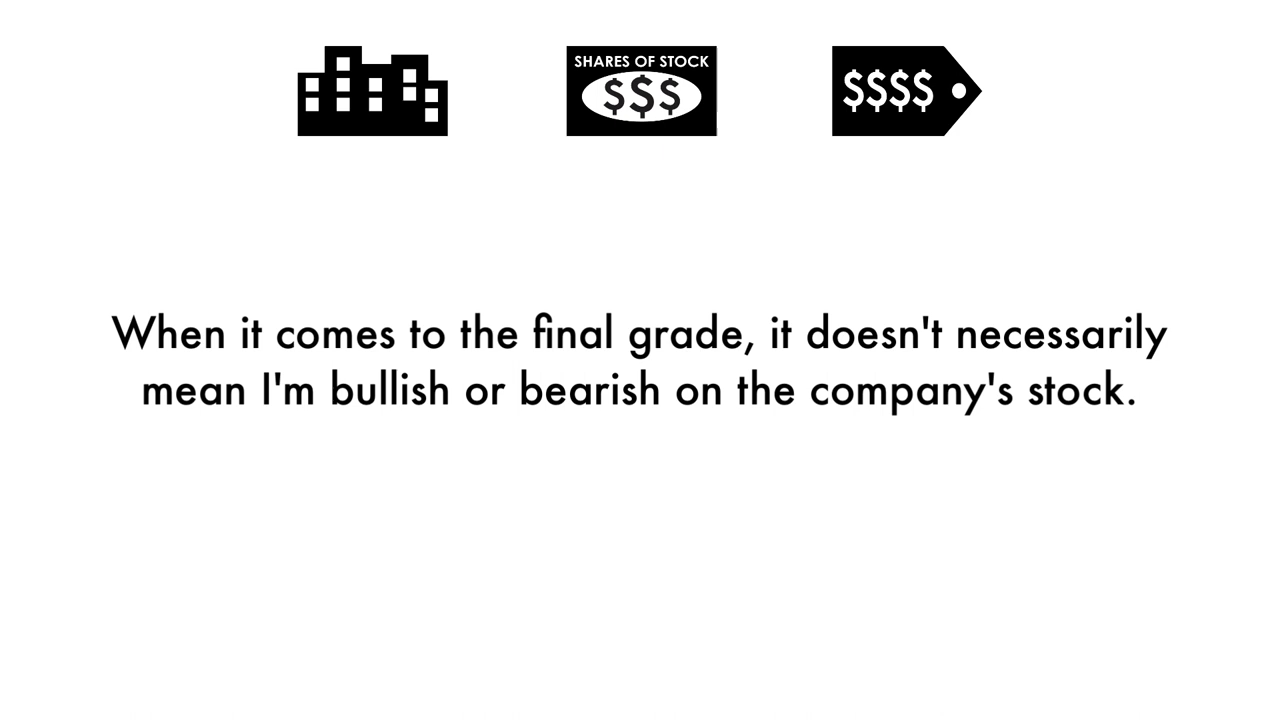 SHARES OF STOCK
$$$
$$$$
When it comes to the final grade, it doesn't necessarily
mean I'm bullish or bearish on the company's stock.